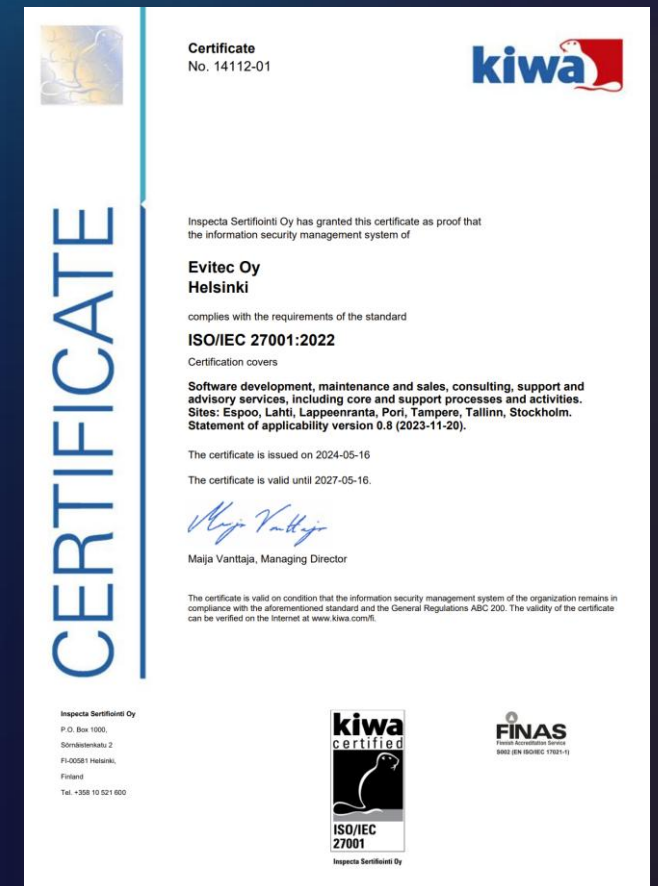 Certificate
No. 14112-01
kiwa
CERTIFICATE
Inspecta Sertifiointi Oy has granted this certificate as proof that
the information security management system of
Evitec Oy
Helsinki
complies with the requirements of the standard
ISO/IEC 27001:2022
Certification covers
Software development, maintenance and sales, consulting, support and
advisory services, including core and support processes and activities.
Sites: Espoo, Lahti, Lappeenranta, Pori, Tampere, Tallinn, Stockholm.
Statement of applicability version 0.8 (2023-11-20).
The certificate is issued on 2024-05-16
The certificate is valid until 2027-05-16.
Maija Vanttaja
Maija Vanttaja, Managing Director
The certificate is valid on condition that the information security management system of the organization remains in
compliance with the aforementioned standard and the General Regulations ABC 200. The validity of the certificate
can be verified on the Internet at www.kiwa.com/fi.
Inspecta Sertifiointi Oy
P.O. Box 1000,
Sörnäistenkatu 2
FI-00581 Helsinki,
Finland
Tel. +358 10 521 600
kiwa
certified
ISO/IEC
27001
Inspecta Sertifiointi Oy
FINAS
Finnish Accreditation Service
S002 (EN ISO/IEC 17021-1)